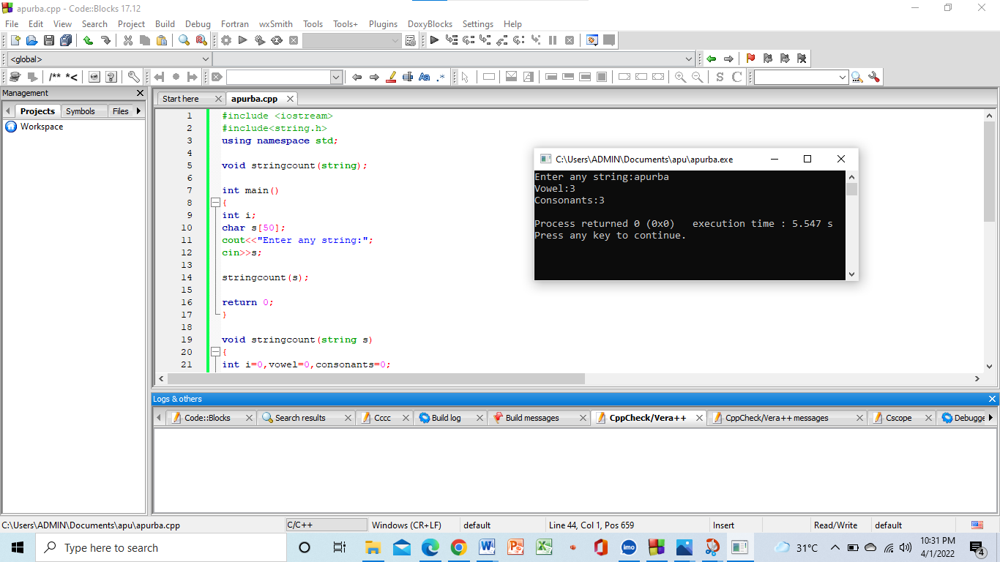 apurba.cpp - Code::Blocks 17.12
File Edit View Search Project Build Debug Fortran wxSmith Tools Tools+ Plugins DoxyBlocks Settings Help
<global>
/** *<
S C
Management
Projects Symbols Files
Workspace
Start here apurba.cpp
1 #include <iostream>
2 #include<string.h>
3 using namespace std;
4
5 void stringcount(string);
6
7 int main()
8 {
9 int i;
10 char s[50];
11 cout<<"Enter any string:";
12 cin>>s;
13
14 stringcount(s);
15
16 return 0;
17 }
18
19 void stringcount(string s)
20 {
21 int i=0,vowel=0,consonants=0;
C:\Users\ADMIN\Documents\apu\apurba.exe
Enter any string:apurba
Vowel:3
Consonants:3
Process returned 0 (0x0)   execution time : 5.547 s
Press any key to continue.
Logs & others
Code::Blocks Search results Cccc Build log Build messages CppCheck/Vera++ CppCheck/Vera++ messages Cscope Debugge
C:\Users\ADMIN\Documents\apu\apurba.cpp C/C++ Windows (CR+LF) default Line 44, Col 1, Pos 659 Insert Read/Write default
Type here to search
imo
31°C
10:31 PM
4/1/2022
4